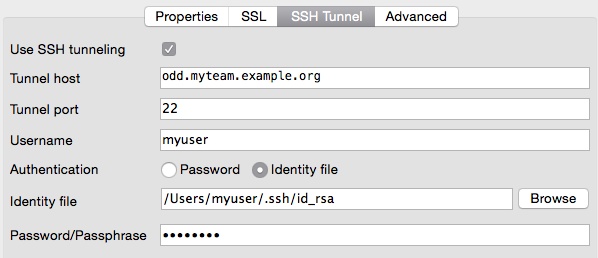 Properties SSL SSH Tunnel Advanced
Use SSH tunneling
Tunnel host odd.myteam.example.org
Tunnel port 22
Username myuser
Authentication Password Identity file
Identity file /Users/myuser/.ssh/id_rsa Browse
Password/Passphrase ••••••••